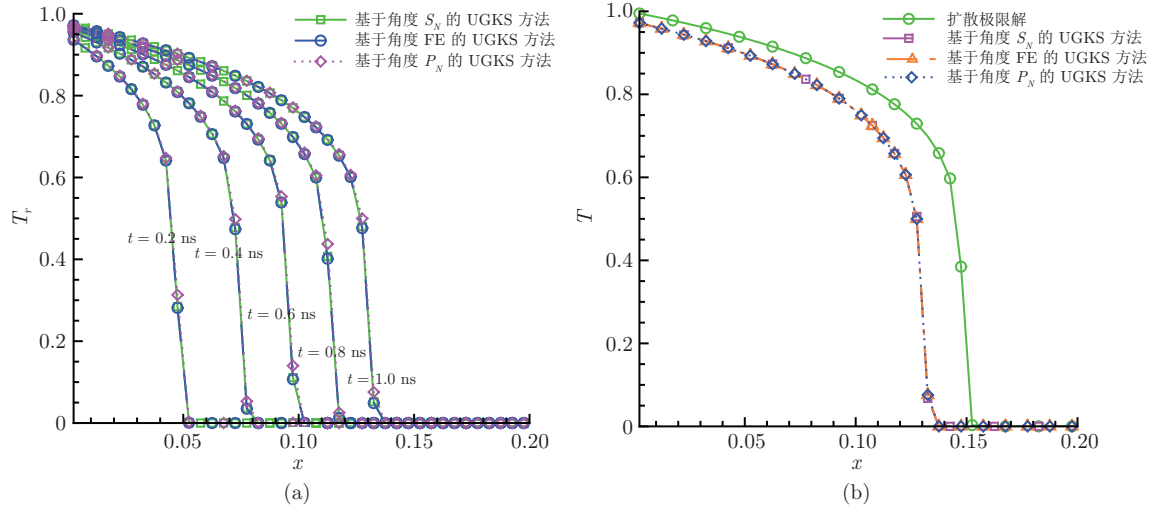 基于角度 S_N 的 UGKS 方法
基于角度 FE 的 UGKS 方法
基于角度 P_N 的 UGKS 方法
1.0
0.8
0.6
0.4
0.2
0
T_r
t = 0.2 ns
t = 0.4 ns
t = 0.6 ns
t = 0.8 ns
t = 1.0 ns
0.05
0.10
0.15
0.20
x
(a)
扩散极限解
基于角度 S_N 的 UGKS 方法
基于角度 FE 的 UGKS 方法
基于角度 P_N 的 UGKS 方法
1.0
0.8
0.6
0.4
0.2
0
T
0.05
0.10
0.15
0.20
x
(b)